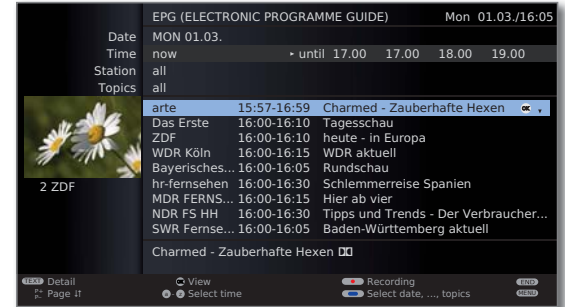 EPG (ELECTRONIC PROGRAMME GUIDE) Mon 01.03./16:05
Date MON 01.03.
Time now ▸ until 17.00 17.00 18.00 19.00
Station all
Topics all
arte 15:57-16:59 Charmed - Zauberhafte Hexen OK
Das Erste 16:00-16:10 Tagesschau
ZDF 16:00-16:10 heute - in Europa
WDR Köln 16:00-16:15 WDR aktuell
Bayerisches... 16:00-16:05 Rundschau
hr-fernsehen 16:00-16:30 Schlemmerreise Spanien
MDR FERNS... 16:00-16:15 Hier ab vier
NDR FS HH 16:00-16:30 Tipps und Trends - Der Verbraucher...
SWR Fernse... 16:00-16:05 Baden-Württemberg aktuell
2 ZDF
Charmed - Zauberhafte Hexen
TEXT Detail OK View Recording END
P+ P- Page ↓↑ Select time Select date, ..., topics MENU